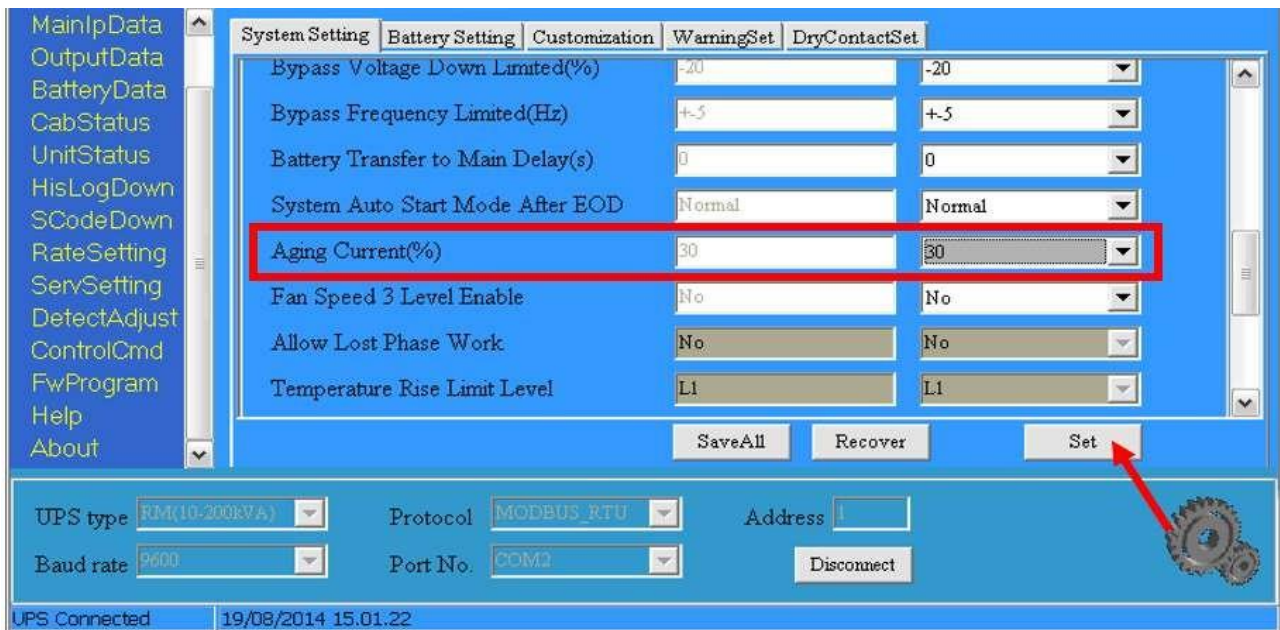 MainIpData
OutputData
BatteryData
CabStatus
UnitStatus
HisLogDown
SCodeDown
RateSetting
ServSetting
DetectAdjust
ControlCmd
FwProgram
Help
About
System Setting Battery Setting Customization WarningSet DryContactSet
Bypass Voltage Down Limited(%) -20 -20
Bypass Frequency Limited(Hz) +-5 +-5
Battery Transfer to Main Delay(s) 0 0
System Auto Start Mode After EOD Normal Normal
Aging Current(%) 30 30
Fan Speed 3 Level Enable No No
Allow Lost Phase Work No No
Temperature Rise Limit Level L1 L1
SaveAll Recover Set
UPS type RM(10-200kVA) Protocol MODBUS_RTU Address 1
Baud rate 9600 Port No. COM2 Disconnect
UPS Connected 19/08/2014 15.01.22